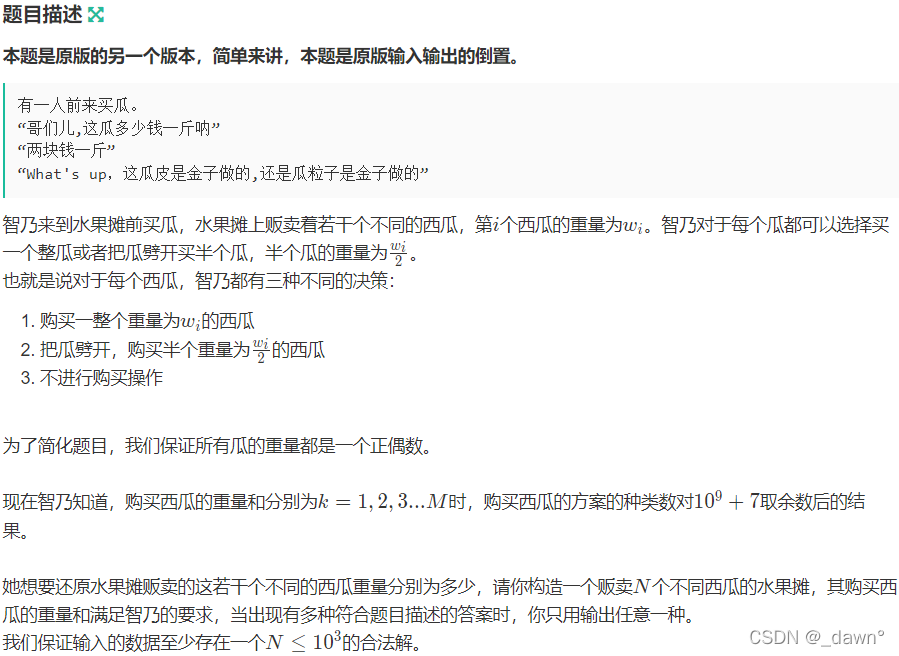 题目描述
本题是原版的另一个版本，简单来讲，本题是原版输入输出的倒置。
有一人前来买瓜。
“哥们儿,这瓜多少钱一斤呐”
“两块钱一斤”
“What's up, 这瓜皮是金子做的,还是瓜粒子是金子做的”
智乃来到水果摊前买瓜，水果摊上贩卖着若干个不同的西瓜，第i个西瓜的重量为wᵢ。智乃对于每个瓜都可以选择买
一个整瓜或者把瓜劈开买半个瓜，半个瓜的重量为wᵢ/2。
也就是说对于每个西瓜，智乃都有三种不同的决策：
1. 购买一整个重量为wᵢ的西瓜
2. 把瓜劈开，购买半个重量为wᵢ/2的西瓜
3. 不进行购买操作
为了简化题目，我们保证所有瓜的重量都是一个正偶数。
现在智乃知道，购买西瓜的重量和分别为k = 1, 2, 3...M时，购买西瓜的方案的种类数对10⁹ + 7取余数后的结
果。
她想要还原水果摊贩卖的这若干个不同的西瓜重量分别为多少，请你构造一个贩卖N个不同西瓜的水果摊，其购买西
瓜的重量和满足智乃的要求，当出现有多种符合题目描述的答案时，你只用输出任意一种。
我们保证输入的数据至少存在一个N ≤ 10³的合法解。
CSDN @_dawn°